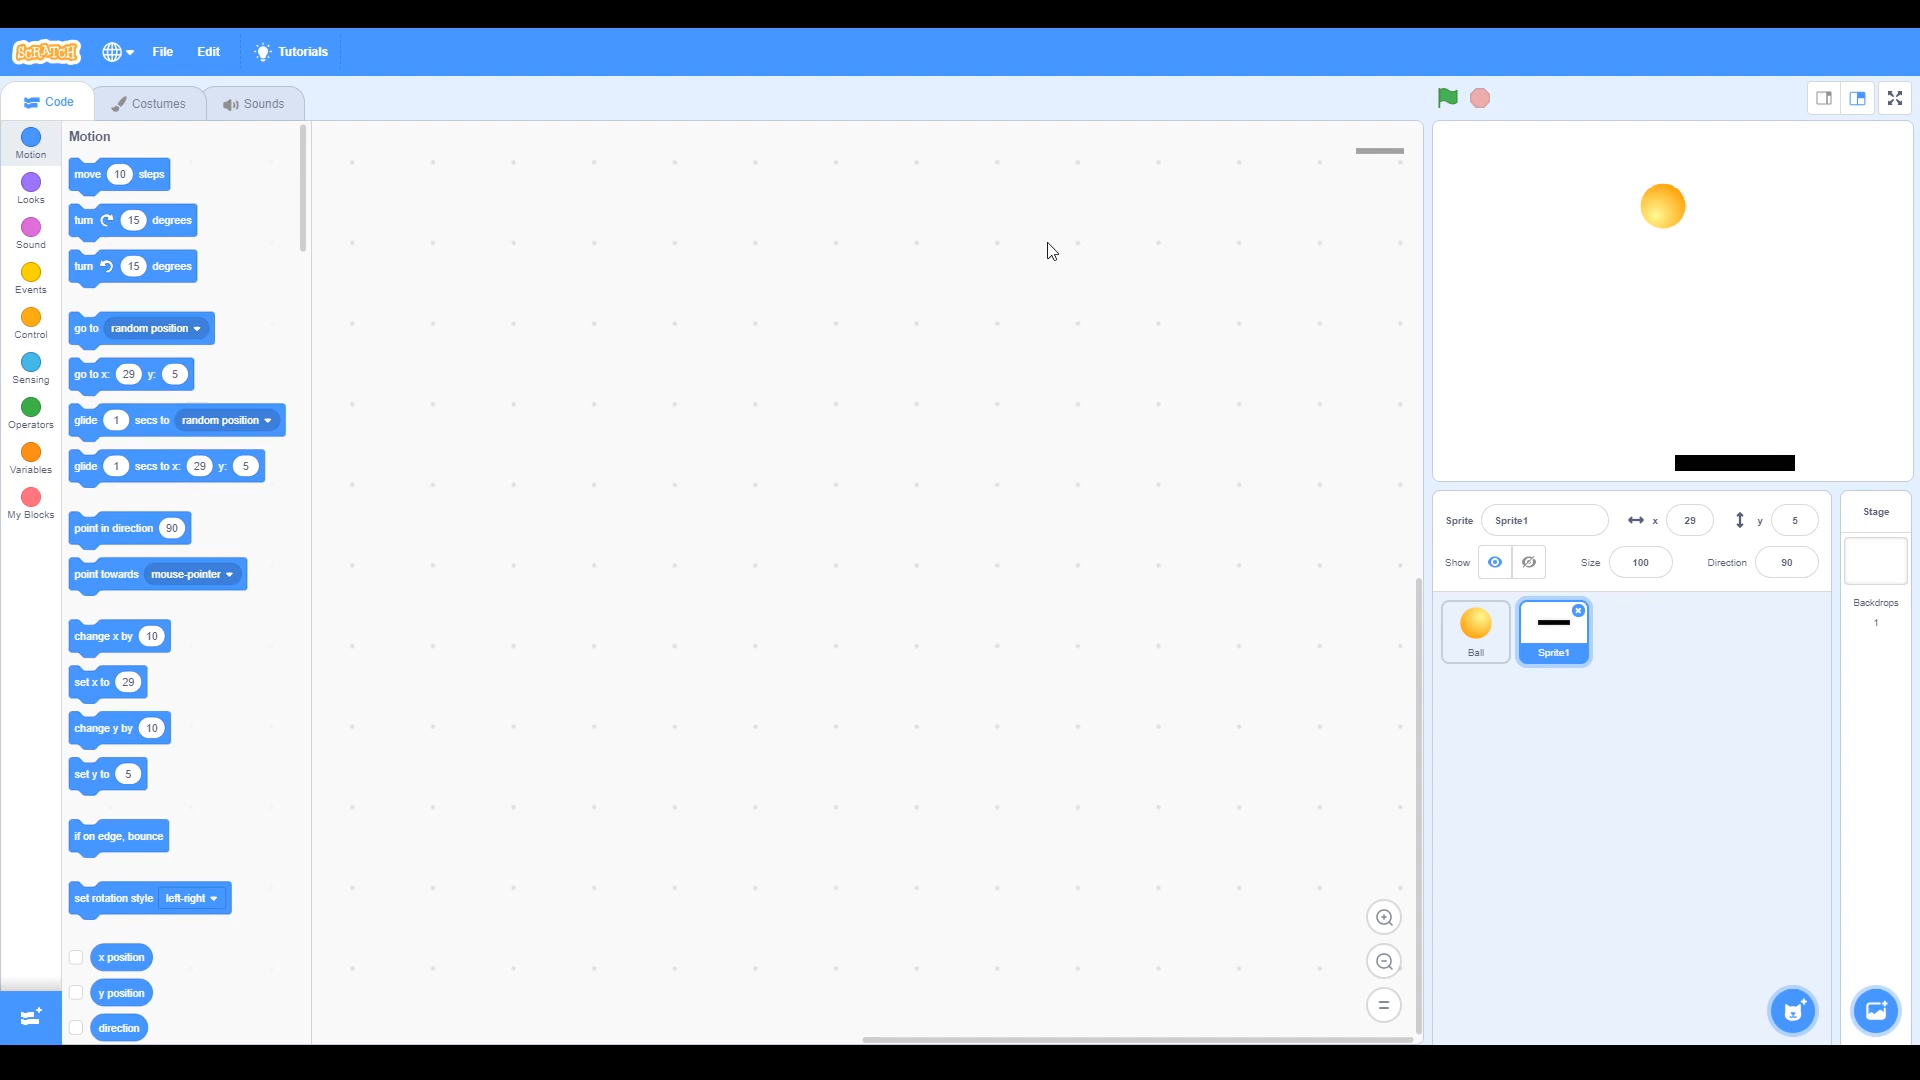 SCRATCH File Edit Tutorials
Code Costumes Sounds
Motion
Looks
Sound
Events
Control
Sensing
Operators
Variables
My Blocks
Motion
move 10 steps
turn 15 degrees
turn 15 degrees
go to random position
go to x: 29 y: 5
glide 1 secs to random position
glide 1 secs to x: 29 y: 5
point in direction 90
point towards mouse-pointer
change x by 10
set x to 29
change y by 10
set y to 5
if on edge, bounce
set rotation style left-right
x position
y position
direction
Sprite Sprite1 x 29 y 5
Show Size 100 Direction 90
Ball
Sprite1
Stage
Backdrops
1